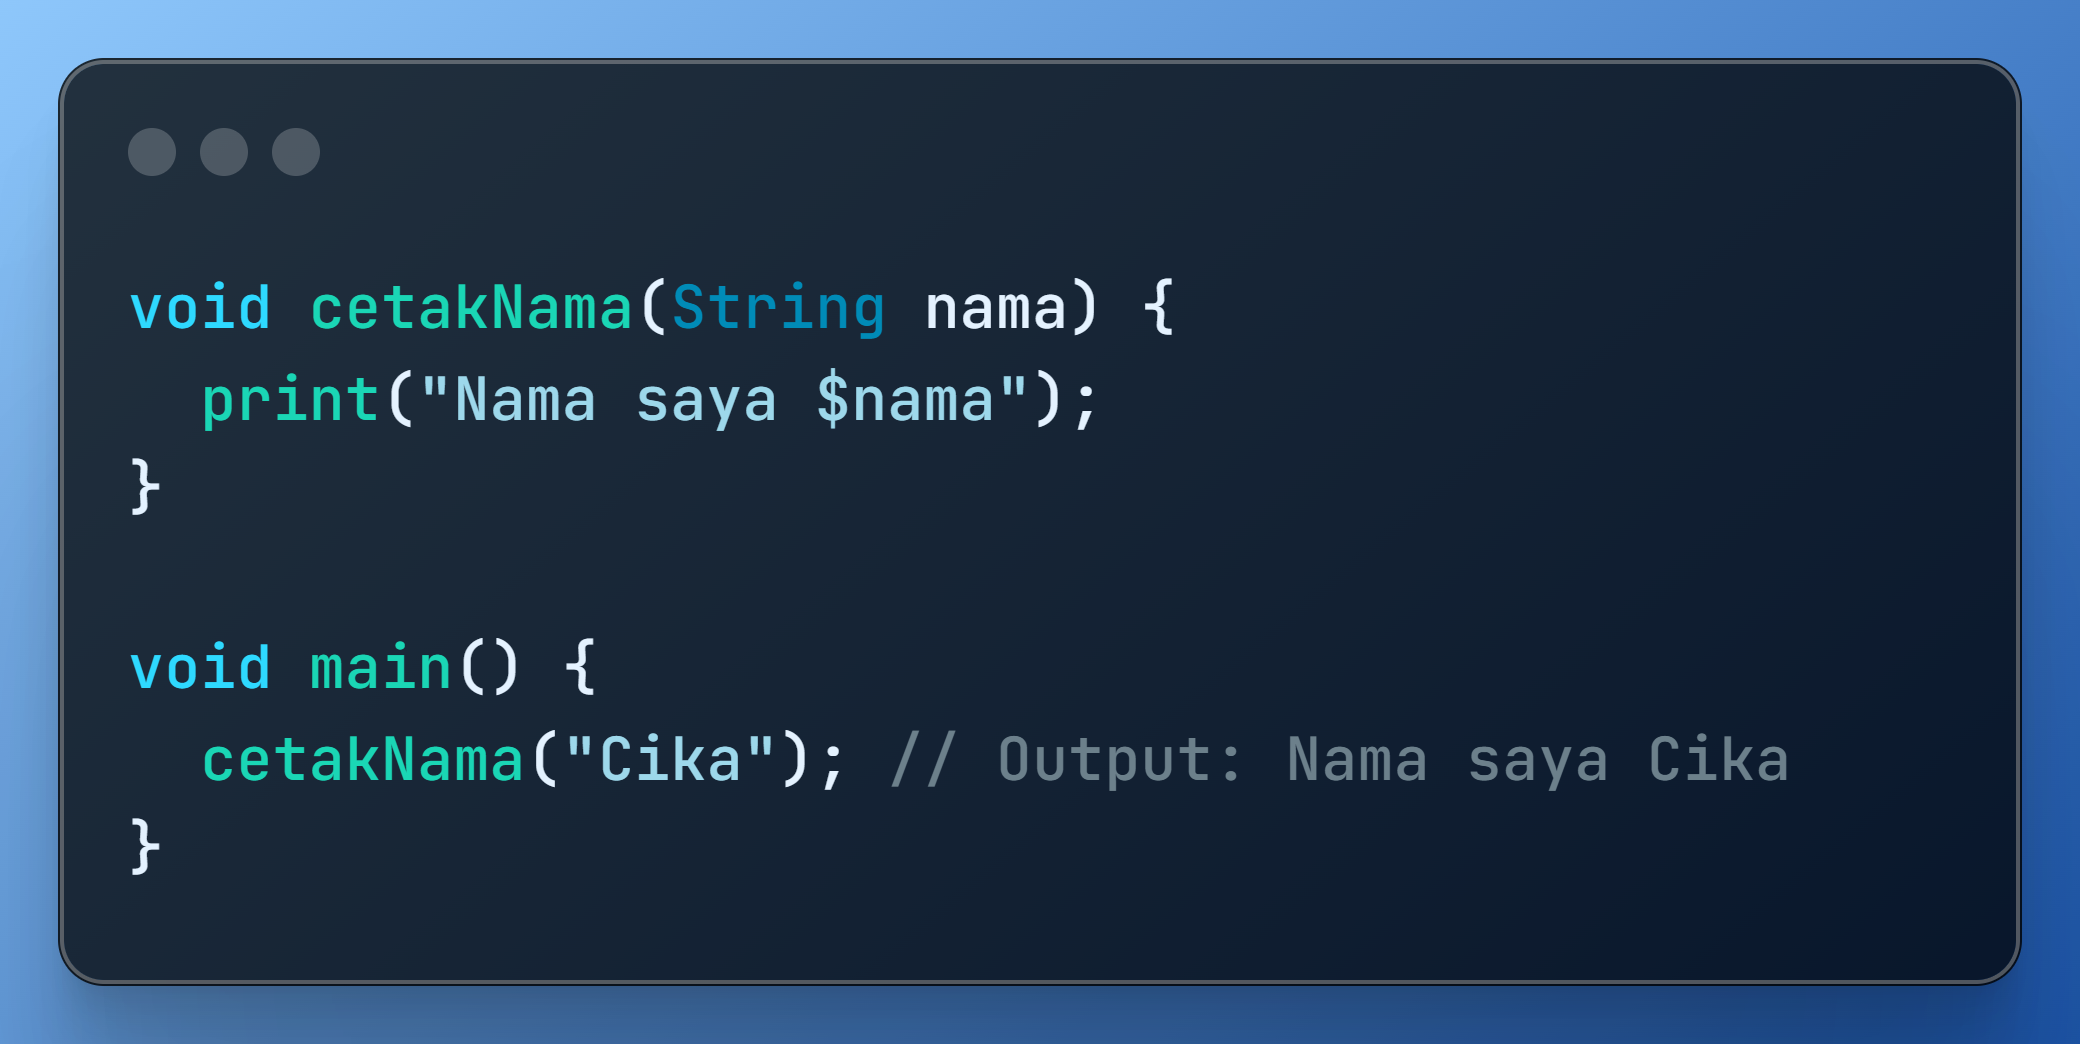 void cetakNama(String nama) {
  print("Nama saya $nama");
}

void main() {
  cetakNama("Cika"); // Output: Nama saya Cika
}